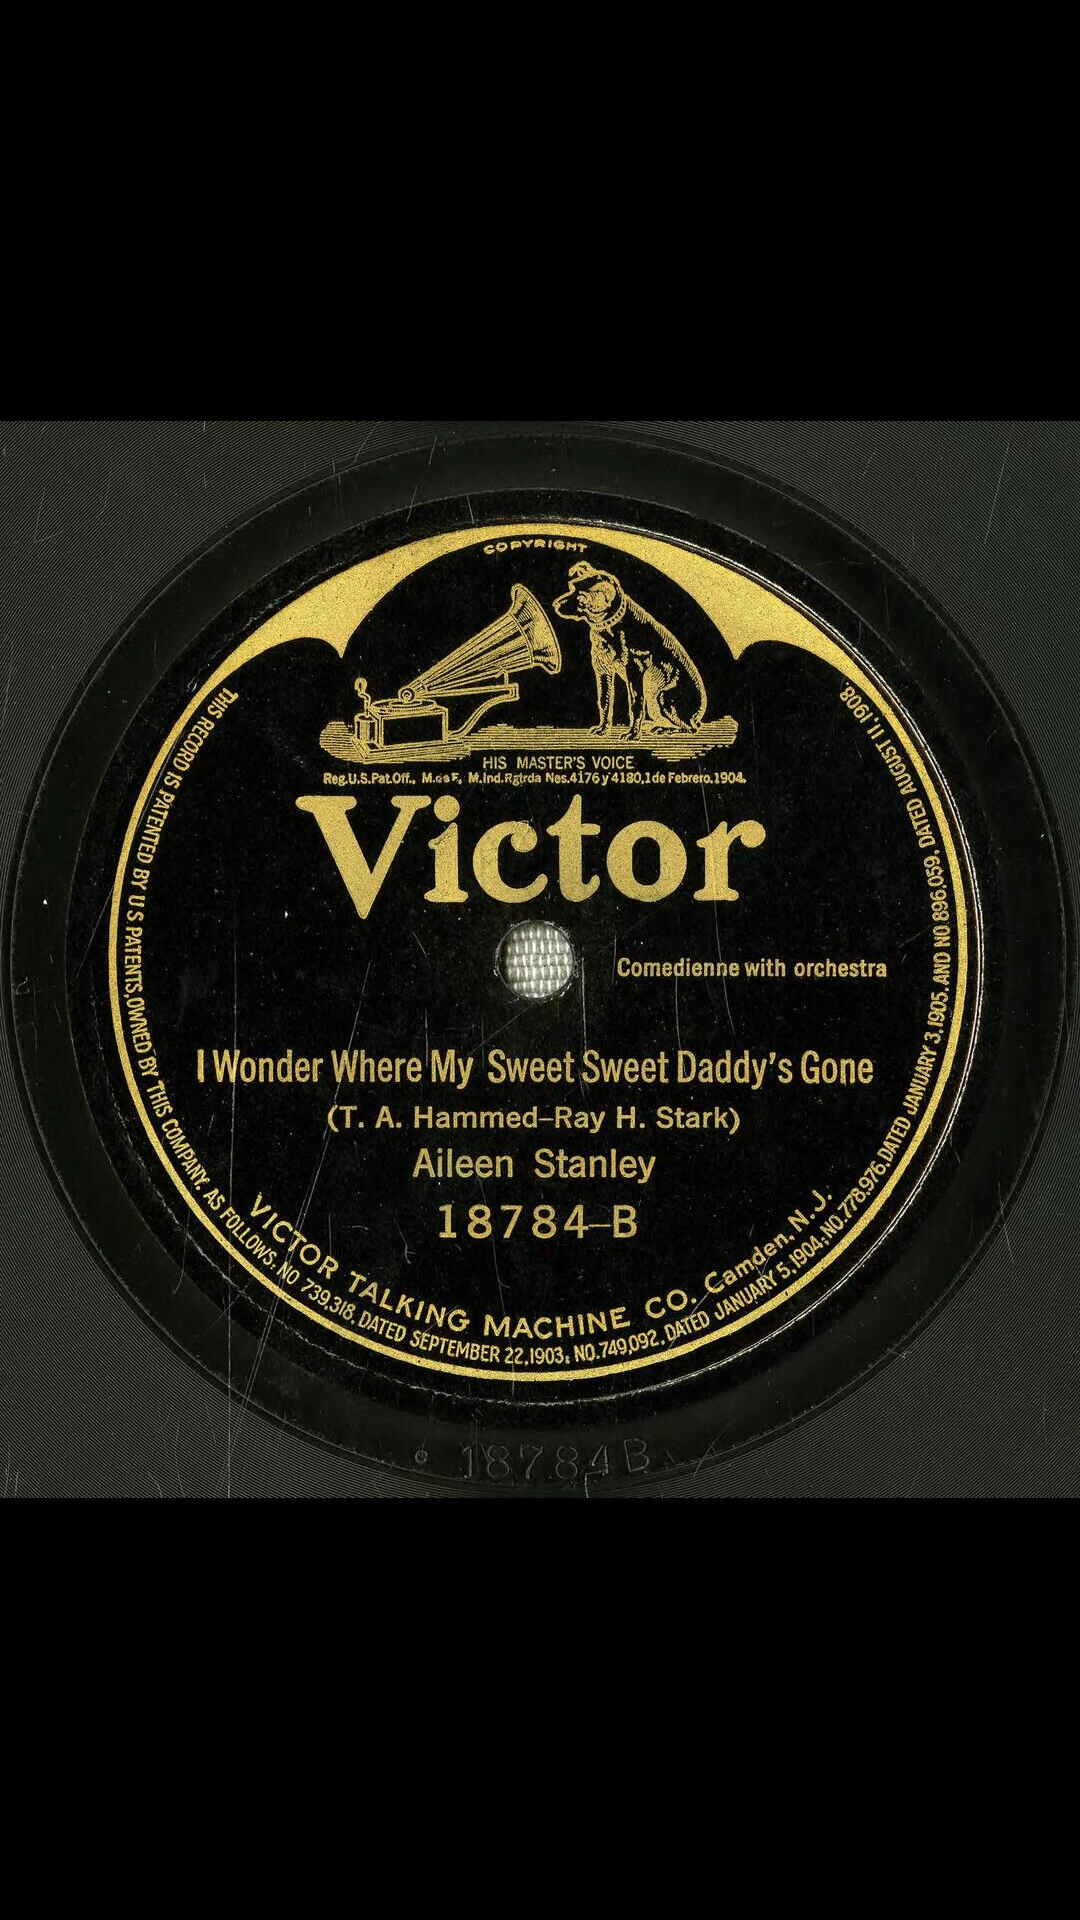 COPYRIGHT
HIS MASTER'S VOICE
Reg.U.S.Pat.Off., M.de F., M.Ind.Rgtrda Nos.4176 y 4180,1 de Febrero.1904.
Victor
Comedienne with orchestra
I Wonder Where My Sweet Sweet Daddy's Gone
(T. A. Hammed-Ray H. Stark)
Aileen Stanley
18784-B
VICTOR TALKING MACHINE CO. Camden, N.J.
THIS RECORD IS PATENTED BY U S PATENTS, OWNED BY THIS COMPANY, AS FOLLOWS: NO 739,318, DATED SEPTEMBER 22,1903; NO.749,092, DATED JANUARY 5,1904; NO.778,976, DATED JANUARY 3,1905, AND NO.896,059, DATED AUGUST 11,1908.
18784B